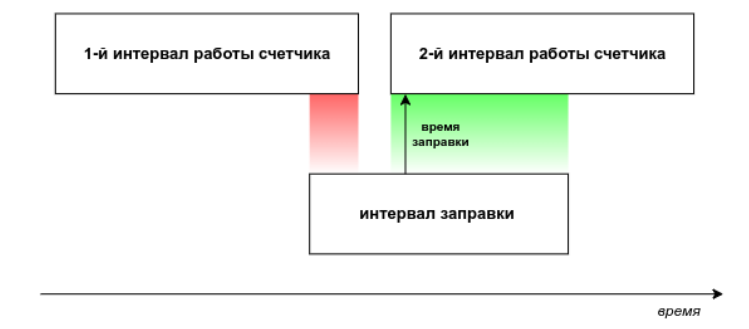 1-й интервал работы счетчика
2-й интервал работы счетчика
время
заправки
интервал заправки
время